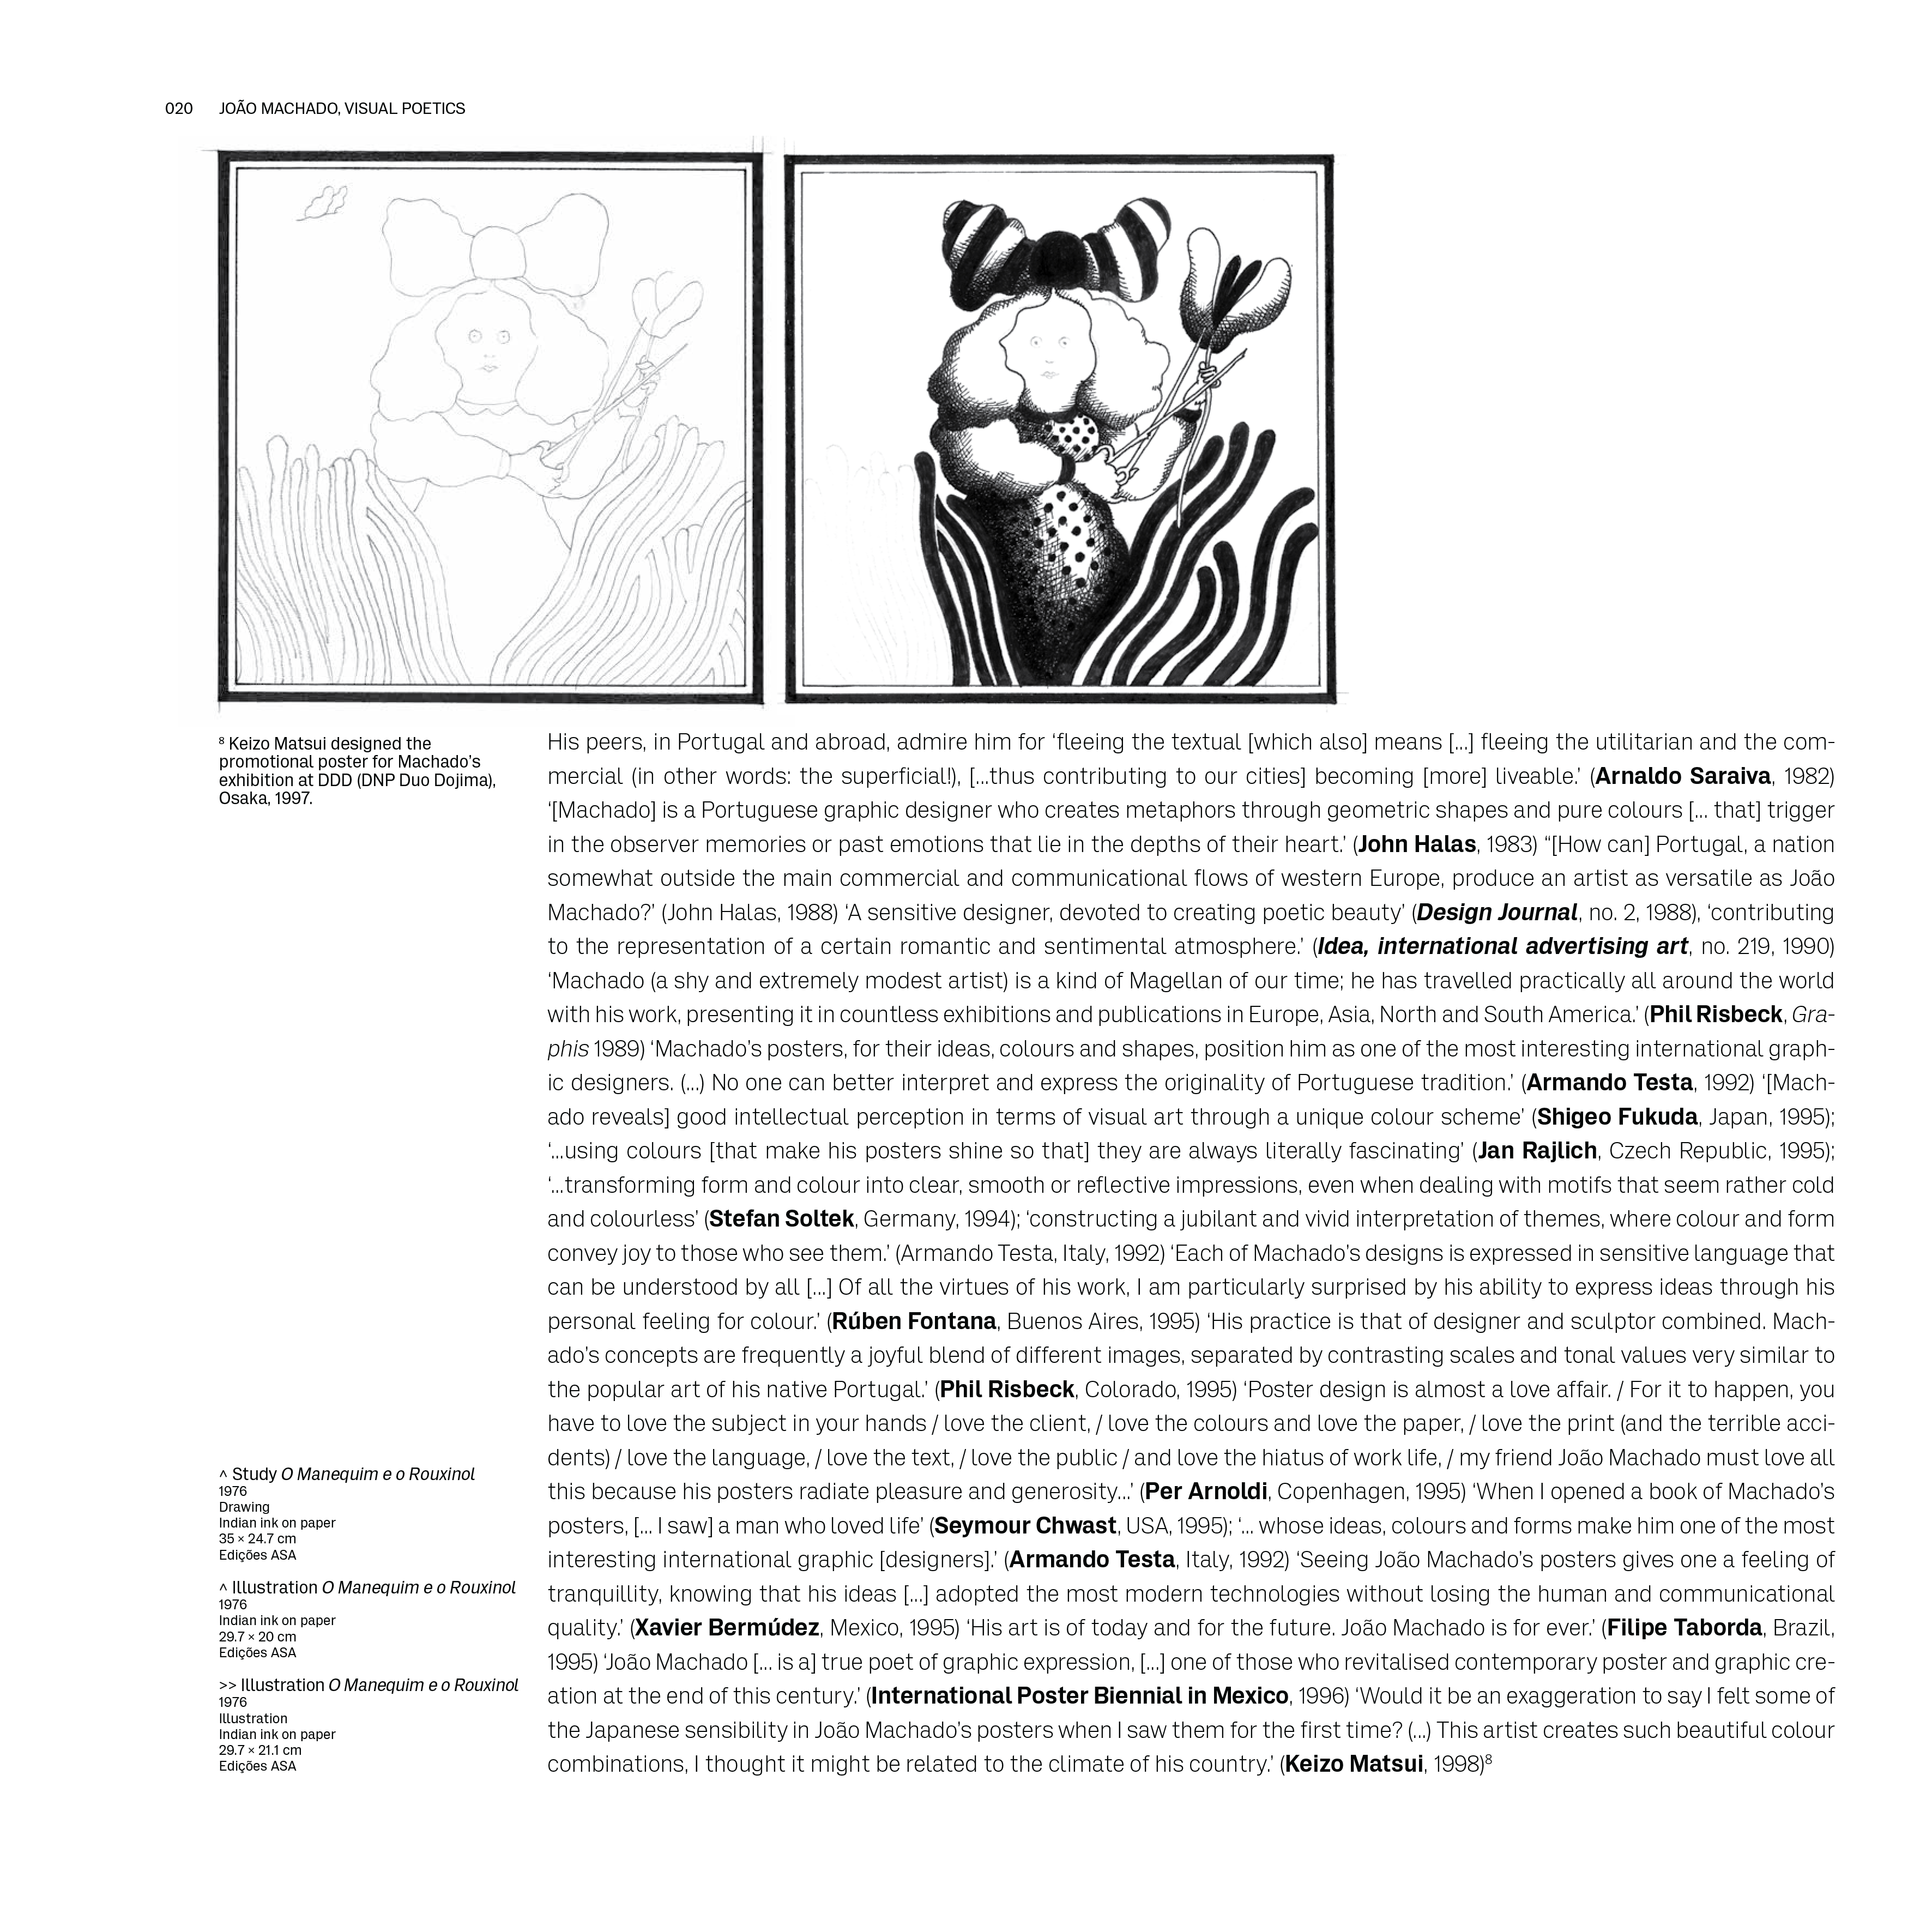 020 JOÃO MACHADO, VISUAL POETICS
⁸ Keizo Matsui designed the
promotional poster for Machado’s
exhibition at DDD (DNP Duo Dojima),
Osaka, 1997.
His peers, in Portugal and abroad, admire him for ‘fleeing the textual [which also] means [...] fleeing the utilitarian and the com-
mercial (in other words: the superficial!), [...thus contributing to our cities] becoming [more] liveable.’ (Arnaldo Saraiva, 1982)
‘[Machado] is a Portuguese graphic designer who creates metaphors through geometric shapes and pure colours [... that] trigger
in the observer memories or past emotions that lie in the depths of their heart.’ (John Halas, 1983) “[How can] Portugal, a nation
somewhat outside the main commercial and communicational flows of western Europe, produce an artist as versatile as João
Machado?’ (John Halas, 1988) ‘A sensitive designer, devoted to creating poetic beauty’ (Design Journal, no. 2, 1988), ‘contributing
to the representation of a certain romantic and sentimental atmosphere.’ (Idea, international advertising art, no. 219, 1990)
‘Machado (a shy and extremely modest artist) is a kind of Magellan of our time; he has travelled practically all around the world
with his work, presenting it in countless exhibitions and publications in Europe, Asia, North and South America.’ (Phil Risbeck, Gra-
phis 1989) ‘Machado’s posters, for their ideas, colours and shapes, position him as one of the most interesting international graph-
ic designers. (...) No one can better interpret and express the originality of Portuguese tradition.’ (Armando Testa, 1992) ‘[Mach-
ado reveals] good intellectual perception in terms of visual art through a unique colour scheme’ (Shigeo Fukuda, Japan, 1995);
‘...using colours [that make his posters shine so that] they are always literally fascinating’ (Jan Rajlich, Czech Republic, 1995);
‘...transforming form and colour into clear, smooth or reflective impressions, even when dealing with motifs that seem rather cold
and colourless’ (Stefan Soltek, Germany, 1994); ‘constructing a jubilant and vivid interpretation of themes, where colour and form
convey joy to those who see them.’ (Armando Testa, Italy, 1992) ‘Each of Machado’s designs is expressed in sensitive language that
can be understood by all [...] Of all the virtues of his work, I am particularly surprised by his ability to express ideas through his
personal feeling for colour.’ (Rúben Fontana, Buenos Aires, 1995) ‘His practice is that of designer and sculptor combined. Mach-
ado’s concepts are frequently a joyful blend of different images, separated by contrasting scales and tonal values very similar to
the popular art of his native Portugal.’ (Phil Risbeck, Colorado, 1995) ‘Poster design is almost a love affair. / For it to happen, you
have to love the subject in your hands / love the client, / love the colours and love the paper, / love the print (and the terrible acci-
dents) / love the language, / love the text, / love the public / and love the hiatus of work life, / my friend João Machado must love all
this because his posters radiate pleasure and generosity...’ (Per Arnoldi, Copenhagen, 1995) ‘When I opened a book of Machado’s
posters, [... I saw] a man who loved life’ (Seymour Chwast, USA, 1995); ‘... whose ideas, colours and forms make him one of the most
interesting international graphic [designers].’ (Armando Testa, Italy, 1992) ‘Seeing João Machado’s posters gives one a feeling of
tranquillity, knowing that his ideas [...] adopted the most modern technologies without losing the human and communicational
quality.’ (Xavier Bermúdez, Mexico, 1995) ‘His art is of today and for the future. João Machado is for ever.’ (Filipe Taborda, Brazil,
1995) ‘João Machado [... is a] true poet of graphic expression, [...] one of those who revitalised contemporary poster and graphic cre-
ation at the end of this century.’ (International Poster Biennial in Mexico, 1996) ‘Would it be an exaggeration to say I felt some of
the Japanese sensibility in João Machado’s posters when I saw them for the first time? (...) This artist creates such beautiful colour
combinations, I thought it might be related to the climate of his country.’ (Keizo Matsui, 1998)⁸
^ Study O Manequim e o Rouxinol
1976
Drawing
Indian ink on paper
35 × 24.7 cm
Edições ASA
^ Illustration O Manequim e o Rouxinol
1976
Indian ink on paper
29.7 × 20 cm
Edições ASA
>> Illustration O Manequim e o Rouxinol
1976
Illustration
Indian ink on paper
29.7 × 21.1 cm
Edições ASA